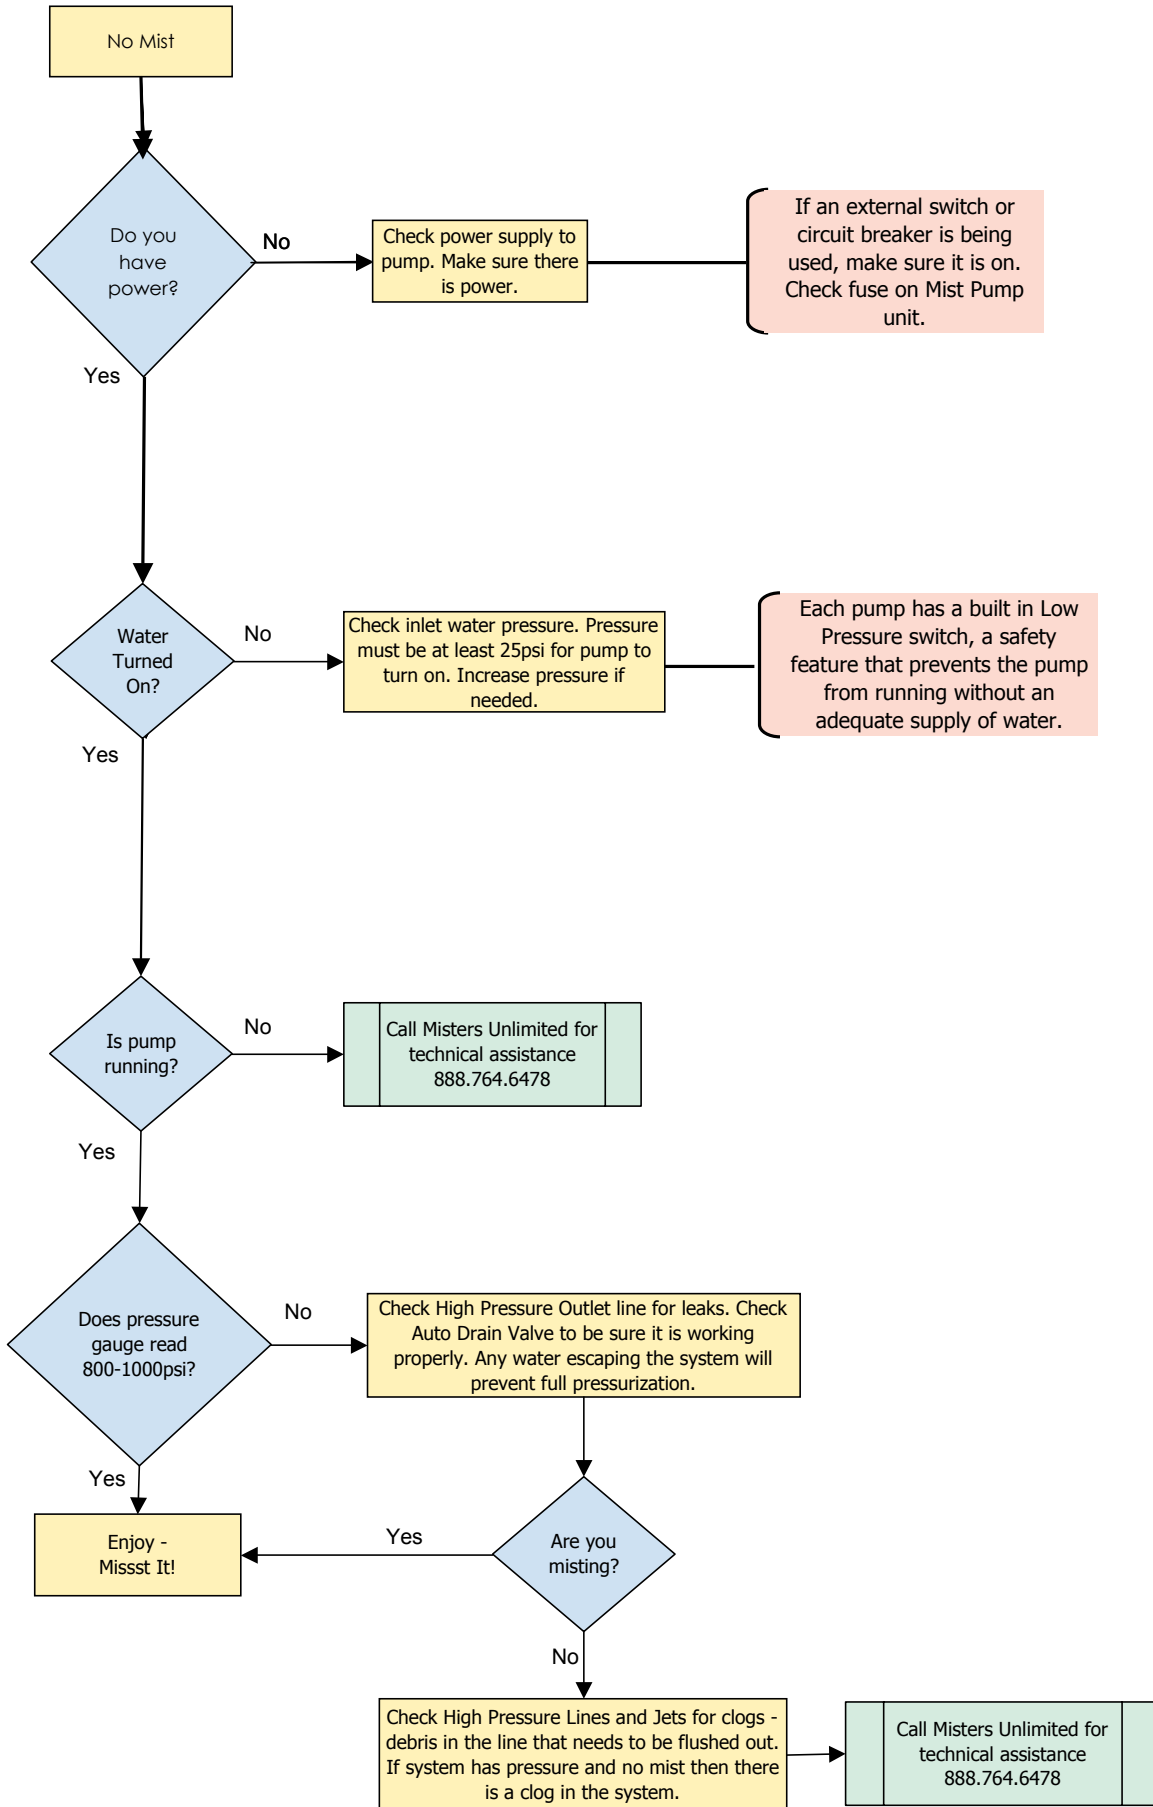 No Mist
Do you
have
power?
No
Check power supply to
pump. Make sure there
is power.
If an external switch or
circuit breaker is being
used, make sure it is on.
Check fuse on Mist Pump
unit.
Yes
Water
Turned
On?
No
Check inlet water pressure. Pressure
must be at least 25psi for pump to
turn on. Increase pressure if
needed.
Each pump has a built in Low
Pressure switch, a safety
feature that prevents the pump
from running without an
adequate supply of water.
Yes
Is pump
running?
No
Call Misters Unlimited for
technical assistance
888.764.6478
Yes
Does pressure
gauge read
800-1000psi?
No
Check High Pressure Outlet line for leaks. Check
Auto Drain Valve to be sure it is working
properly. Any water escaping the system will
prevent full pressurization.
Yes
Enjoy -
Missst It!
Yes
Are you
misting?
No
Check High Pressure Lines and Jets for clogs -
debris in the line that needs to be flushed out.
If system has pressure and no mist then there
is a clog in the system.
Call Misters Unlimited for
technical assistance
888.764.6478